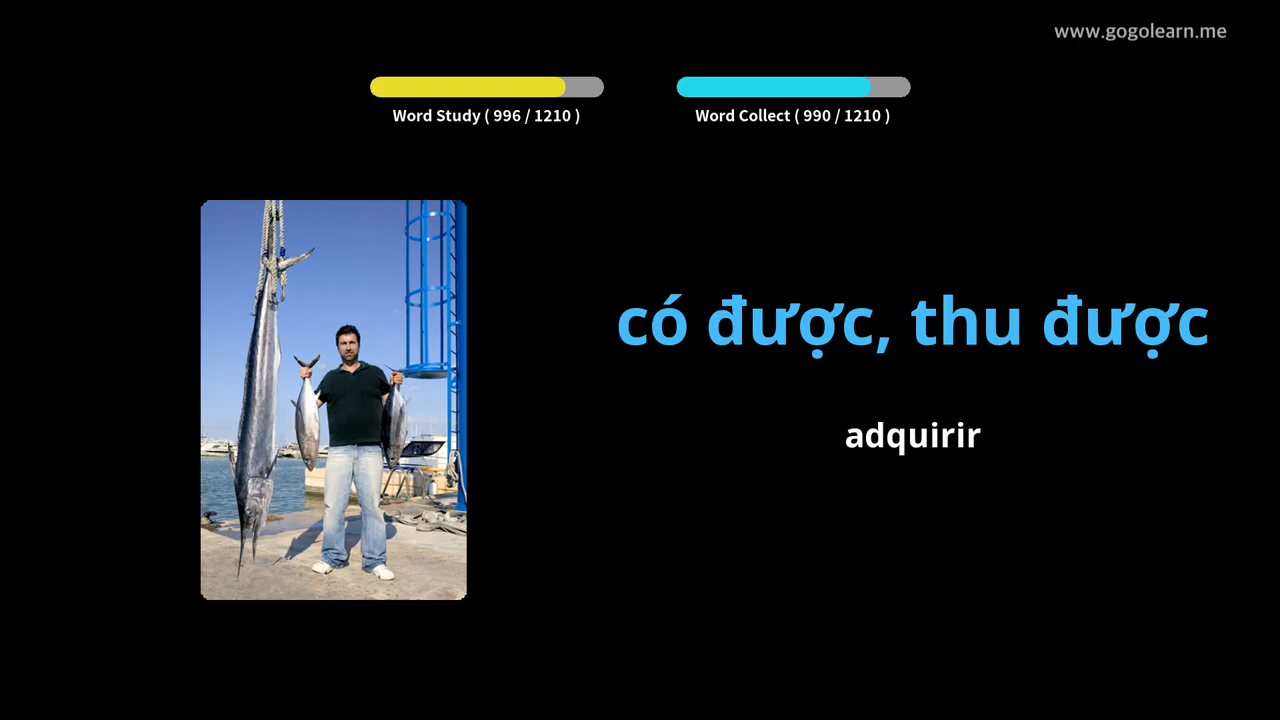 www.gogolearn.me
Word Study ( 996 / 1210 )
Word Collect ( 990 / 1210 )
có được, thu được
adquirir